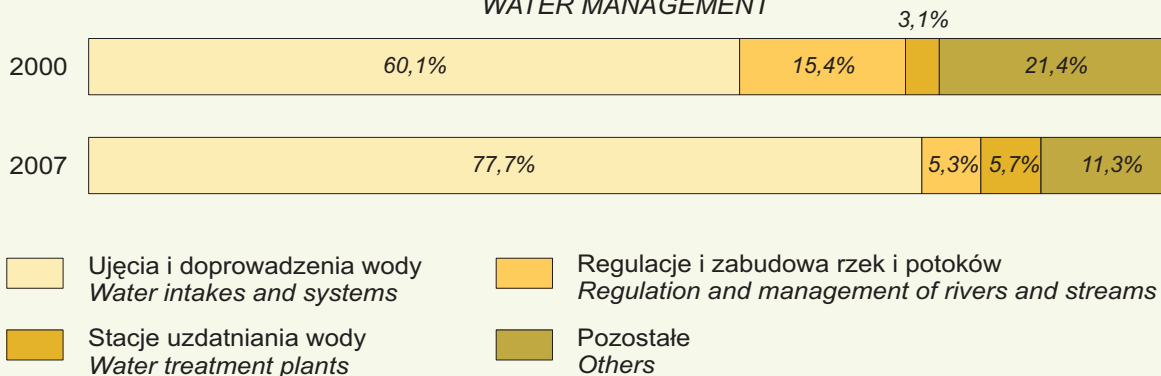 WATER MANAGEMENT
3,1%
2000 60,1% 15,4% 21,4%
2007 77,7% 5,3% 5,7% 11,3%
Ujęcia i doprowadzenia wody
Water intakes and systems
Regulacje i zabudowa rzek i potoków
Regulation and management of rivers and streams
Stacje uzdatniania wody
Water treatment plants
Pozostałe
Others